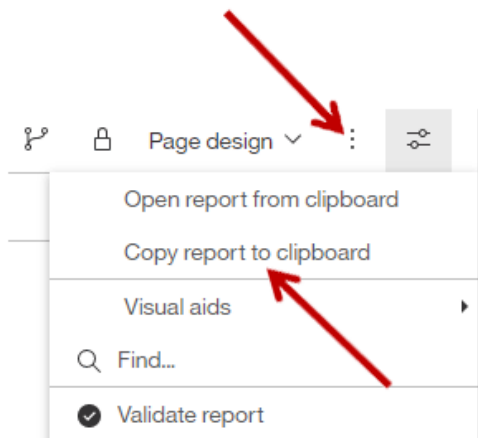 Page design
Open report from clipboard
Copy report to clipboard
Visual aids
Find...
Validate report